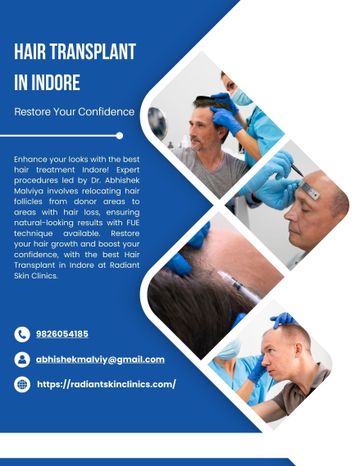 HAIR TRANSPLANT
IN INDORE
Restore Your Confidence
Enhance your looks with the best
hair treatment Indore! Expert
procedures led by Dr. Abhishek
Malviya involves relocating hair
follicles from donor areas to
areas with hair loss, ensuring
natural-looking results with FUE
technique available. Restore
your hair growth and boost your
confidence, with the best Hair
Transplant in Indore at Radiant
Skin Clinics.
9826054185
abhishekmalviy@gmail.com
https://radiantskinclinics.com/